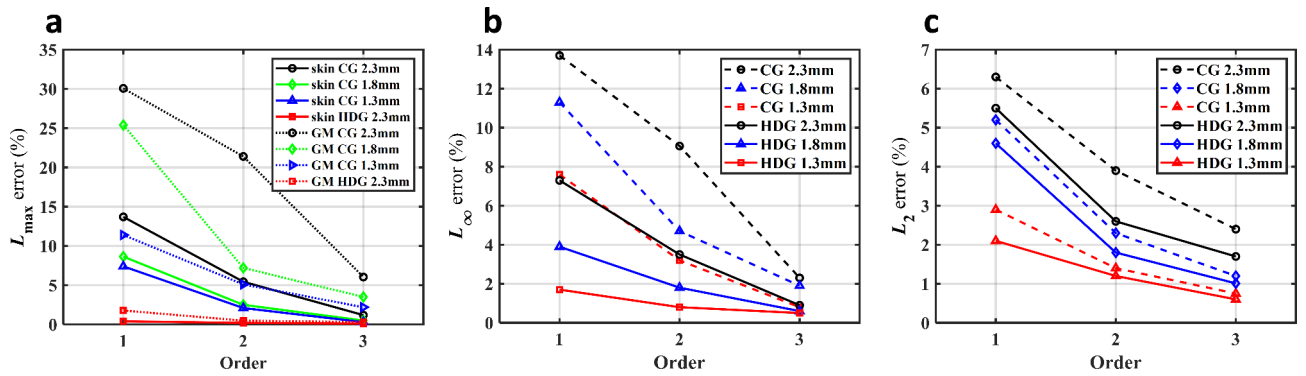 a
35
30
25
20
15
10
5
0
1
2
3
Order
Lmax error (%)
skin CG 2.3mm
skin CG 1.8mm
skin CG 1.3mm
skin HDG 2.3mm
GM CG 2.3mm
GM CG 1.8mm
GM CG 1.3mm
GM HDG 2.3mm
b
14
12
10
8
6
4
2
0
1
2
3
Order
L∞ error (%)
CG 2.3mm
CG 1.8mm
CG 1.3mm
HDG 2.3mm
HDG 1.8mm
HDG 1.3mm
c
7
6
5
4
3
2
1
0
1
2
3
Order
L2 error (%)
CG 2.3mm
CG 1.8mm
CG 1.3mm
HDG 2.3mm
HDG 1.8mm
HDG 1.3mm